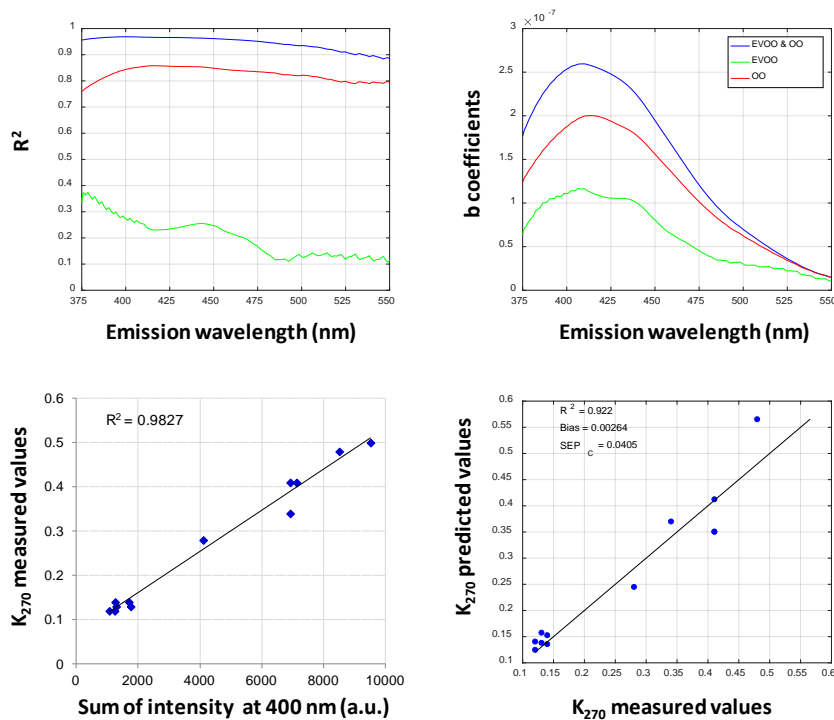 1
0.9
0.8
0.7
0.6
0.5
0.4
0.3
0.2
0.1
0
R²
375 400 425 450 475 500 525 550
Emission wavelength (nm)
3 × 10⁻⁷
2.5
2
1.5
1
0.5
0
b coefficients
EVOO & OO
EVOO
OO
375 400 425 450 475 500 525 550
Emission wavelength (nm)
0.6
0.5
0.4
0.3
0.2
0.1
0
K₂₇₀ measured values
R² = 0.9827
0 2000 4000 6000 8000 10000
Sum of intensity at 400 nm (a.u.)
0.6
0.55
0.5
0.45
0.4
0.35
0.3
0.25
0.2
0.15
0.1
K₂₇₀ predicted values
R ² = 0.922
Bias = 0.00264
SEP C = 0.0405
0.1 0.15 0.2 0.25 0.3 0.35 0.4 0.45 0.5 0.55 0.6
K₂₇₀ measured values